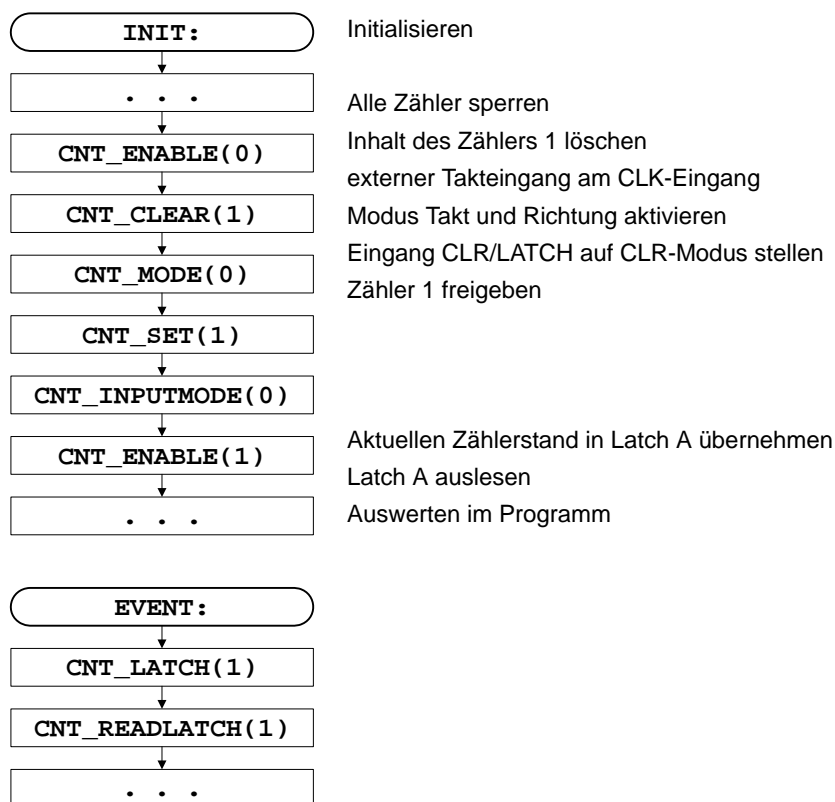 INIT:
Initialisieren
. . .
Alle Zähler sperren
CNT_ENABLE(0)
Inhalt des Zählers 1 löschen
externer Takteingang am CLK-Eingang
CNT_CLEAR(1)
Modus Takt und Richtung aktivieren
Eingang CLR/LATCH auf CLR-Modus stellen
CNT_MODE(0)
Zähler 1 freigeben
CNT_SET(1)
CNT_INPUTMODE(0)
Aktuellen Zählerstand in Latch A übernehmen
CNT_ENABLE(1)
Latch A auslesen
. . .
Auswerten im Programm
EVENT:
CNT_LATCH(1)
CNT_READLATCH(1)
. . .